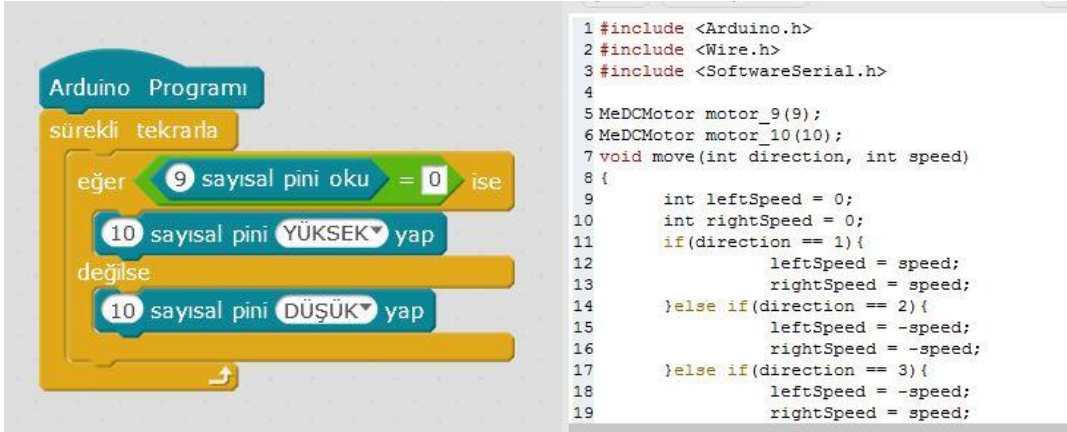 Arduino Programı
sürekli tekrarla
eğer 9 sayısal pini oku = 0 ise
10 sayısal pini YÜKSEK yap
değilse
10 sayısal pini DÜŞÜK yap
1 #include <Arduino.h>
2 #include <Wire.h>
3 #include <SoftwareSerial.h>
4
5 MeDCMotor motor_9(9);
6 MeDCMotor motor_10(10);
7 void move(int direction, int speed)
8 {
9 int leftSpeed = 0;
10 int rightSpeed = 0;
11 if(direction == 1){
12 leftSpeed = speed;
13 rightSpeed = speed;
14 }else if(direction == 2){
15 leftSpeed = -speed;
16 rightSpeed = -speed;
17 }else if(direction == 3){
18 leftSpeed = -speed;
19 rightSpeed = speed;